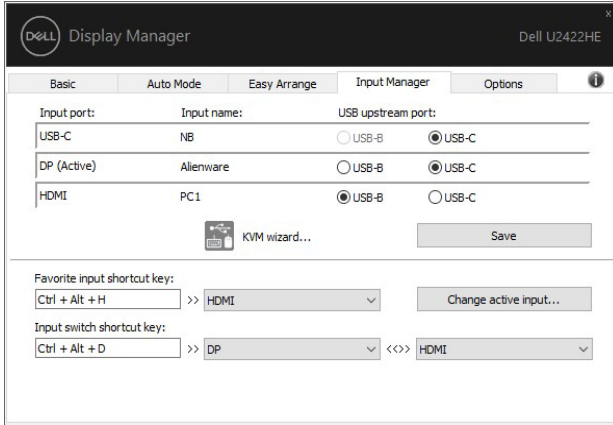 DELL Display Manager Dell U2422HE
x
Basic Auto Mode Easy Arrange Input Manager Options i
Input port: Input name: USB upstream port:
USB-C NB USB-B USB-C
DP (Active) Alienware USB-B USB-C
HDMI PC1 USB-B USB-C
KVM wizard... Save
Favorite input shortcut key:
Ctrl + Alt + H >> HDMI Change active input...
Input switch shortcut key:
Ctrl + Alt + D >> DP <<>> HDMI